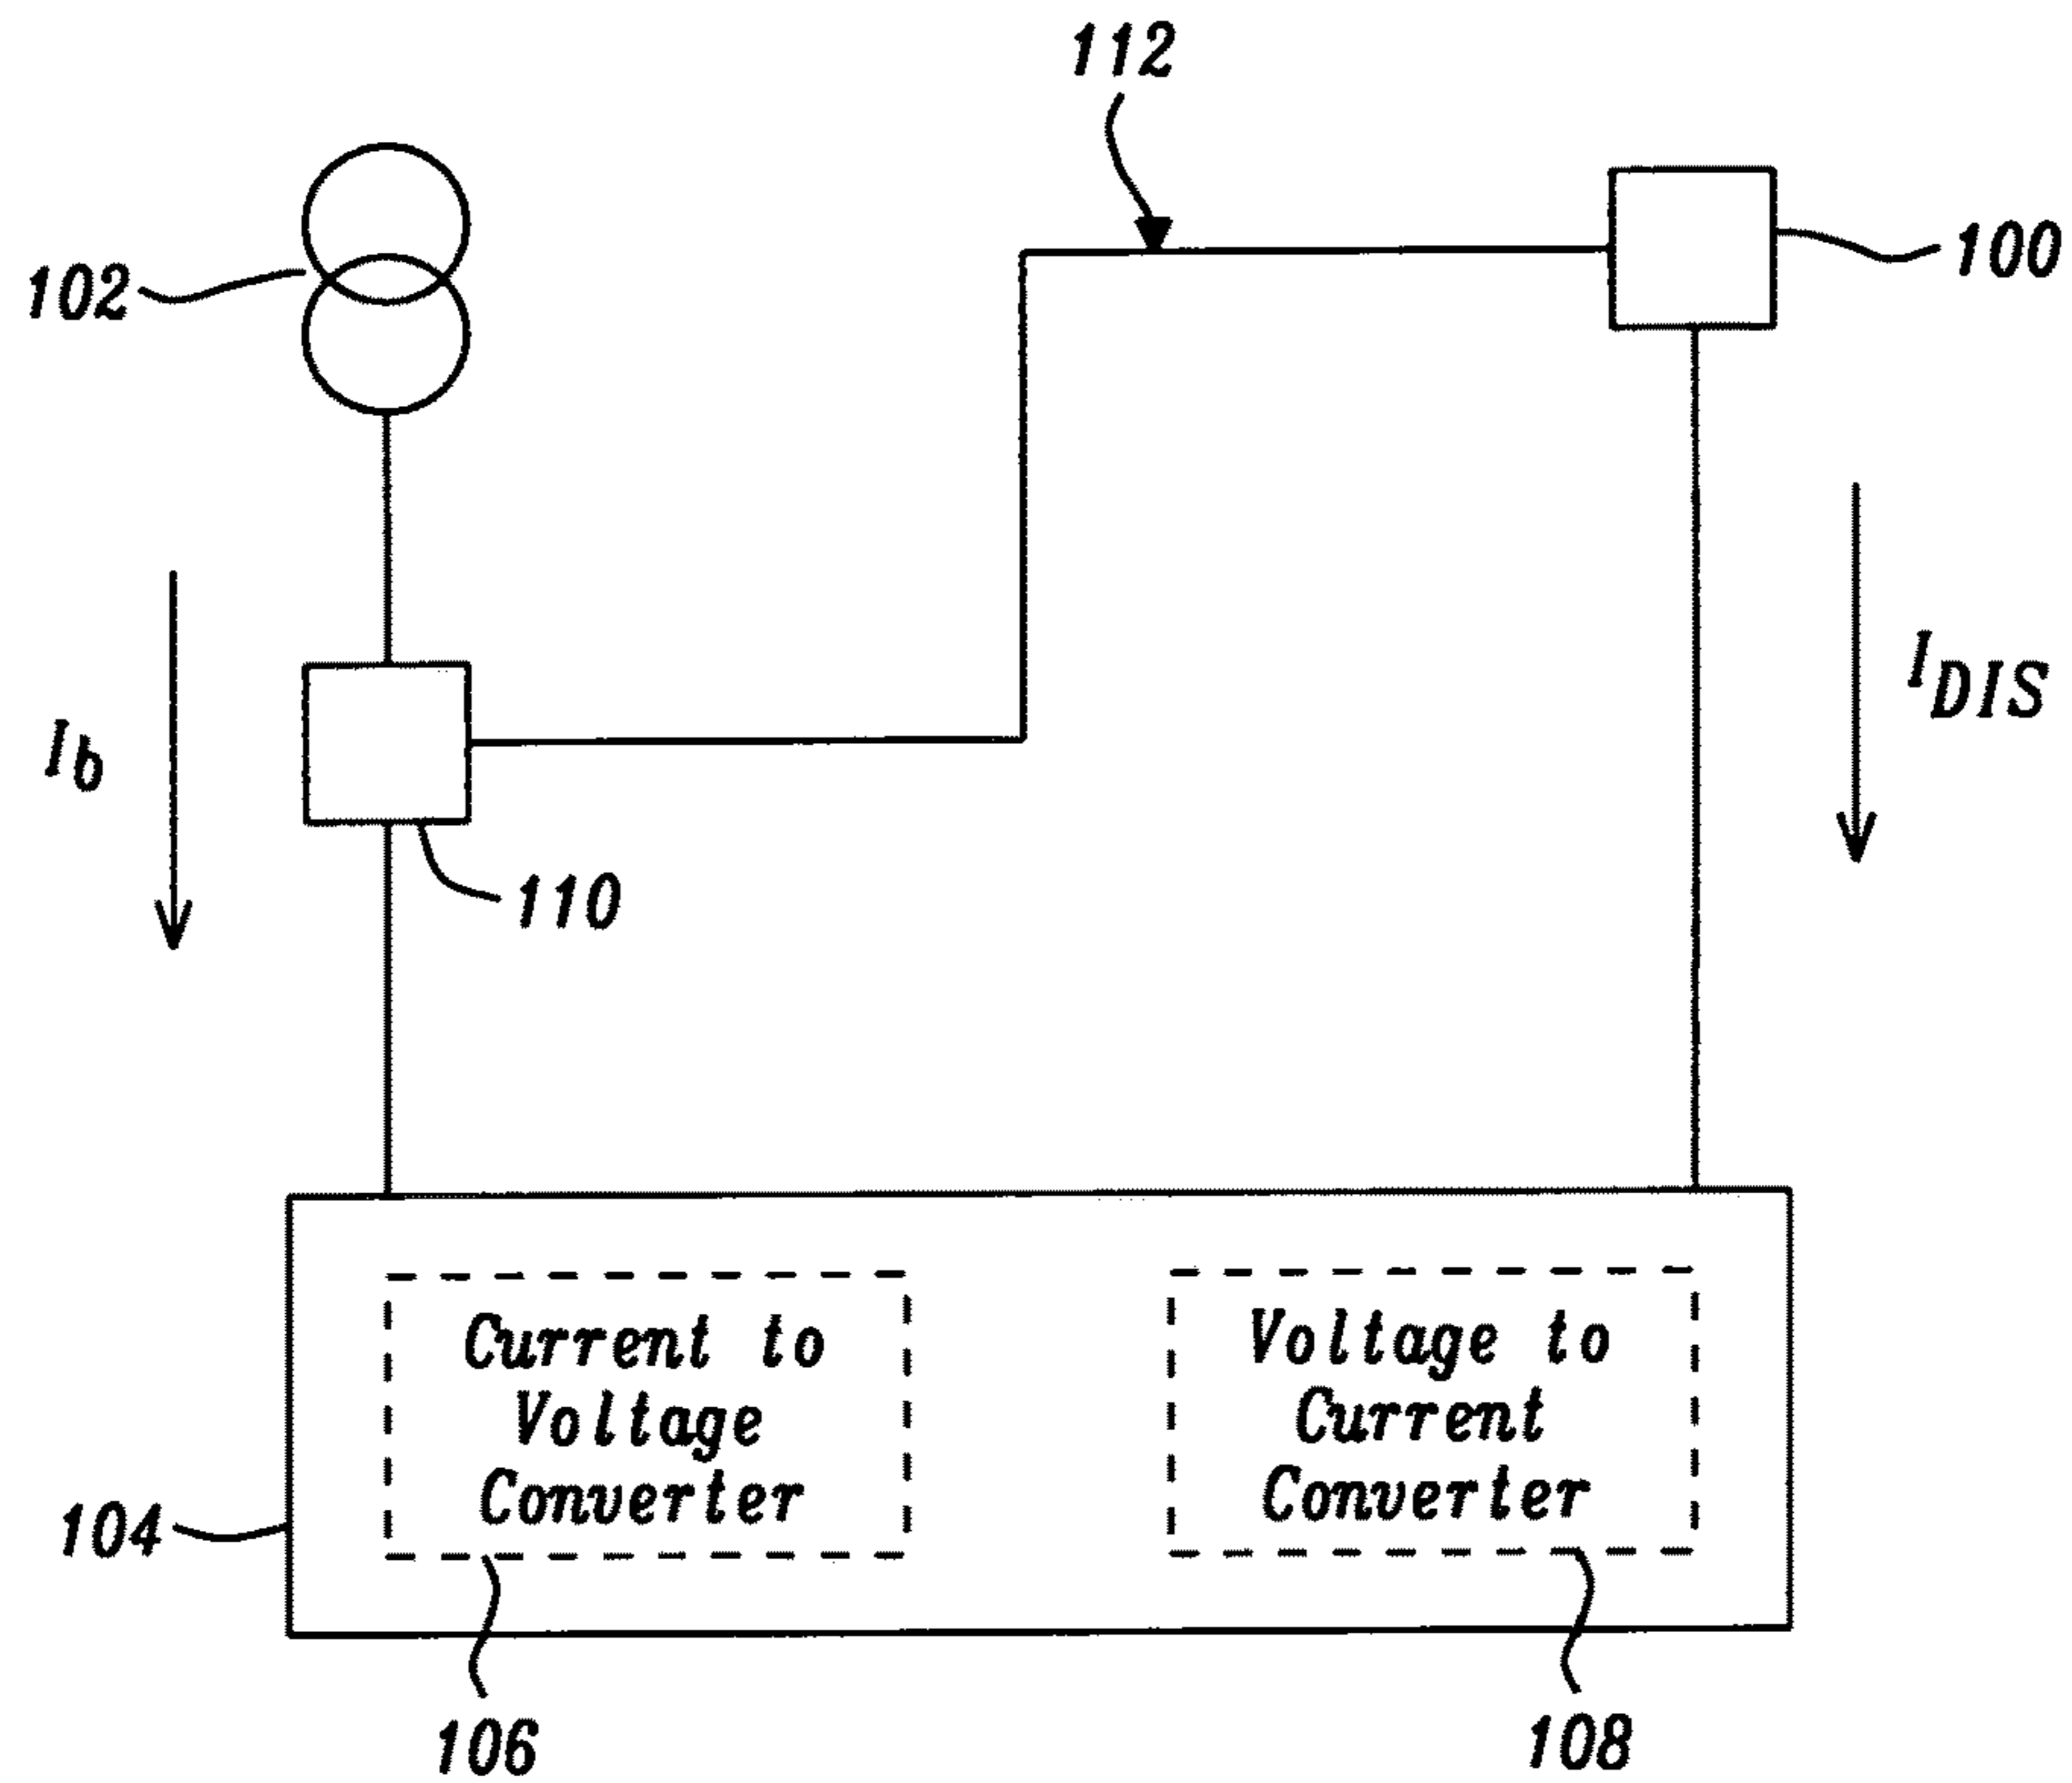 112
102
100
I_b
I_DIS
110
Current to
Voltage
Converter
Voltage to
Current
Converter
104
106
108